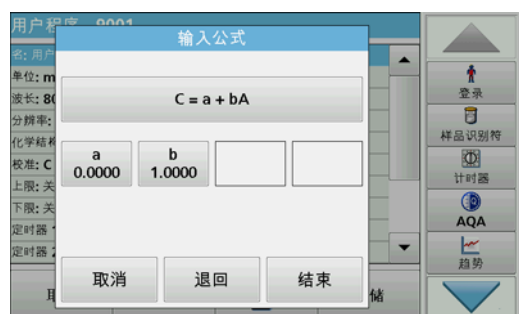 用户程序 9001
输入公式
名: 用户
单位: m
波长: 80
分辨率:
化学结构
校准: C
上限: 关
下限: 关
定时器 1
定时器 2
C = a + bA
a b
0.0000 1.0000
取消 退回 结束
储
登录
样品识别符
计时器
AQA
趋势